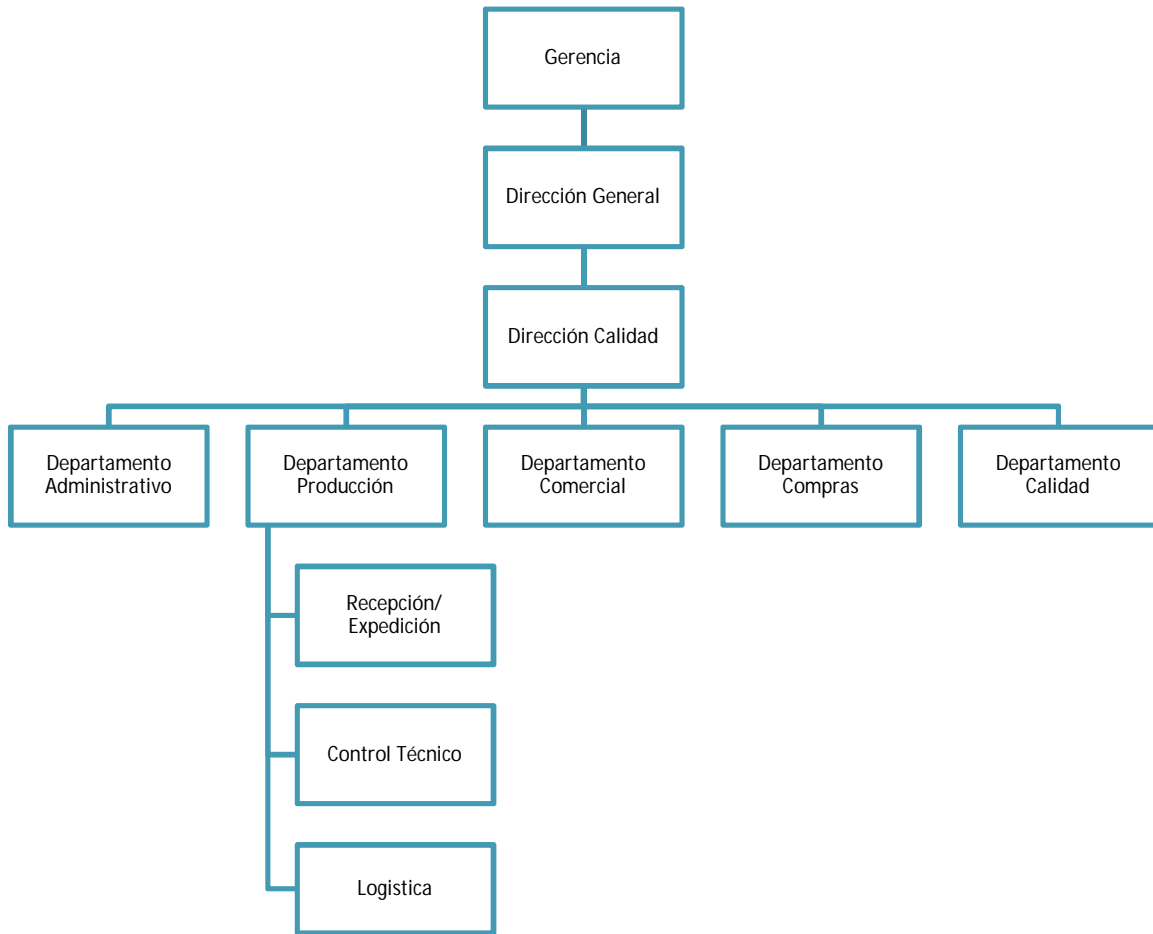 Gerencia
Dirección General
Dirección Calidad
Departamento
Administrativo
Departamento
Producción
Departamento
Comercial
Departamento
Compras
Departamento
Calidad
Recepción/
Expedición
Control Técnico
Logistica